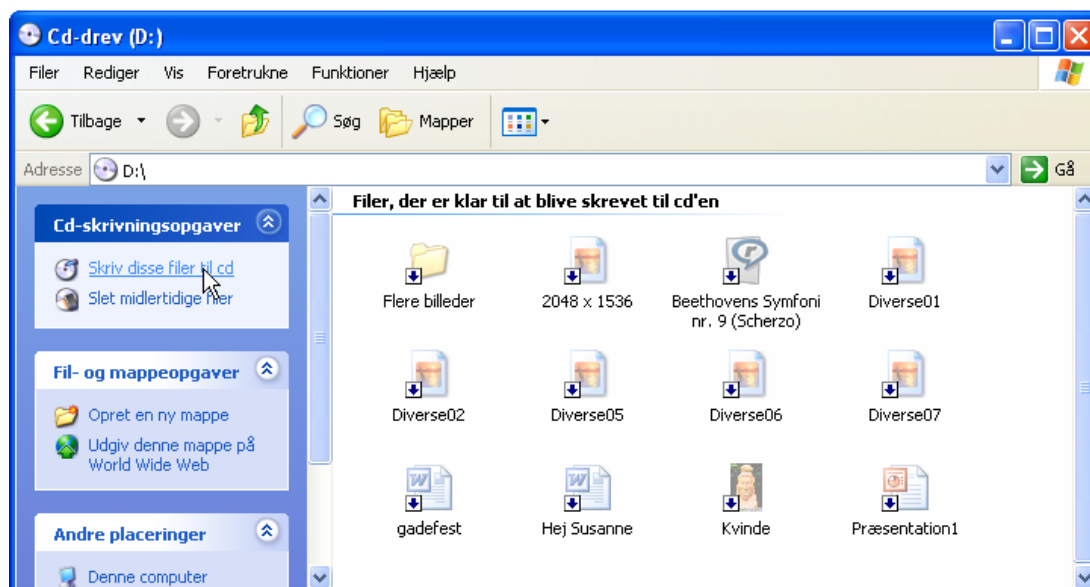 Cd-drev (D:)
Filer Rediger Vis Foretrukne Funktioner Hjælp
Tilbage Søg Mapper
Adresse D:\ Gå
Cd-skrivningsopgaver
Skriv disse filer til cd
Slet midlertidige filer
Fil- og mappeopgaver
Opret en ny mappe
Udgiv denne mappe på
World Wide Web
Andre placeringer
Denne computer
Filer, der er klar til at blive skrevet til cd'en
Flere billeder
2048 x 1536
Beethovens Symfoni
nr. 9 (Scherzo)
Diverse01
Diverse02
Diverse05
Diverse06
Diverse07
gadefest
Hej Susanne
Kvinde
Præsentation1